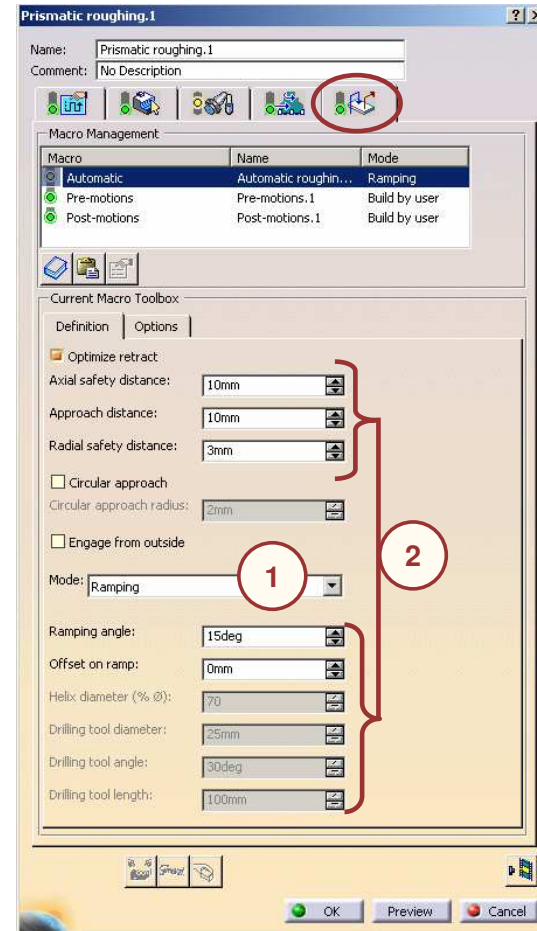 Prismatic roughing.1
Name: Prismatic roughing.1
Comment: No Description
Macro Management
Macro Name Mode
Automatic Automatic roughin... Ramping
Pre-motions Pre-motions.1 Build by user
Post-motions Post-motions.1 Build by user
Current Macro Toolbox
Definition Options
Optimize retract
Axial safety distance: 10mm
Approach distance: 10mm
Radial safety distance: 3mm
Circular approach
Circular approach radius: 2mm
Engage from outside
Mode: Ramping
1
2
Ramping angle: 15deg
Offset on ramp: 0mm
Helix diameter (% Ø): 70
Drilling tool diameter: 25mm
Drilling tool angle: 30deg
Drilling tool length: 100mm
OK Preview Cancel